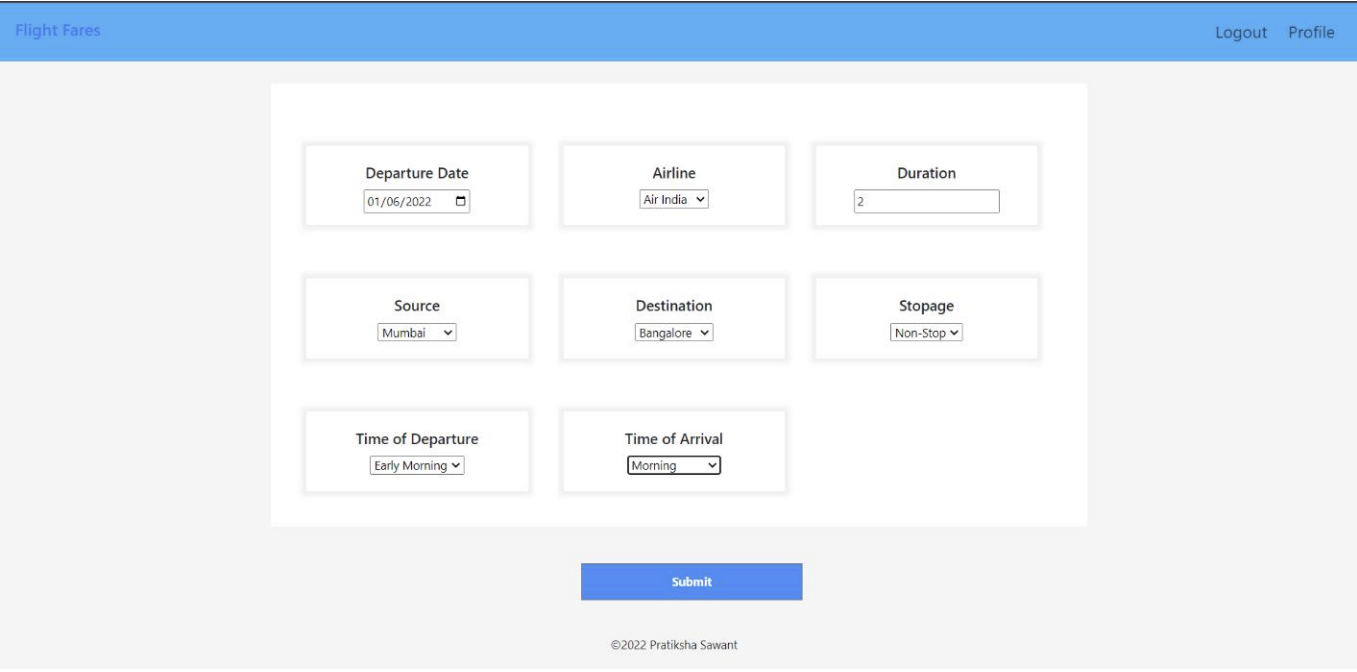 Flight Fares
Logout Profile
Departure Date
01/06/2022
Airline
Air India
Duration
2
Source
Mumbai
Destination
Bangalore
Stopage
Non-Stop
Time of Departure
Early Morning
Time of Arrival
Morning
Submit
©2022 Pratiksha Sawant